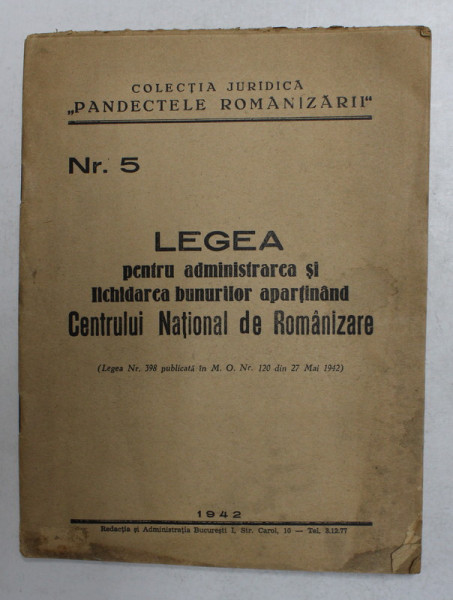 COLECȚIA JURIDICĂ
„PANDECTELE ROMANIZĂRII"
Nr. 5
LEGEA
pentru administrarea și
lichidarea bunurilor aparținând
Centrului Național de Românizare
(Legea Nr. 398 publicată în M. O. Nr. 120 din 27 Mai 1942)
1942
Redacția și Administrația București I, Str. Carol, 10 — Tel. 3.12.77